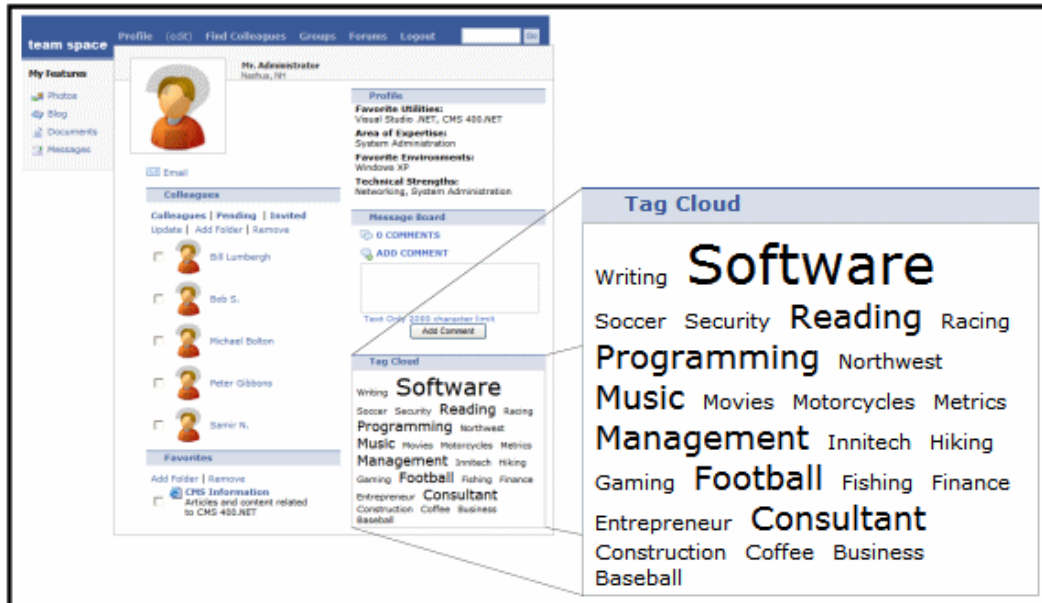 team space
Profile (edit) Find Colleagues Groups Forums Logout Go
My Features
Photos
Blog
Documents
Messages
Mr. Administrator
Nashua, NH
Email
Profile
Favorite Utilities:
Visual Studio .NET, CMS 400.NET
Area of Expertise:
System Administration
Favorite Environments:
Windows XP
Technical Strengths:
Networking, System Administration
Colleagues
Colleagues | Pending | Invited
Update | Add Folder | Remove
Bill Lumbergh
Bob S.
Michael Bolton
Peter Gibbons
Samir N.
Favorites
Add Folder | Remove
CMS Information
Articles and content related
to CMS 400.NET
Message Board
0 COMMENTS
ADD COMMENT
Text Only 2000 character limit
Add Comment
Tag Cloud
Writing Software
Soccer Security Reading Racing
Programming Northwest
Music Movies Motorcycles Metrics
Management Innitech Hiking
Gaming Football Fishing Finance
Entrepreneur Consultant
Construction Coffee Business
Baseball
Tag Cloud
Writing Software
Soccer Security Reading Racing
Programming Northwest
Music Movies Motorcycles Metrics
Management Innitech Hiking
Gaming Football Fishing Finance
Entrepreneur Consultant
Construction Coffee Business
Baseball